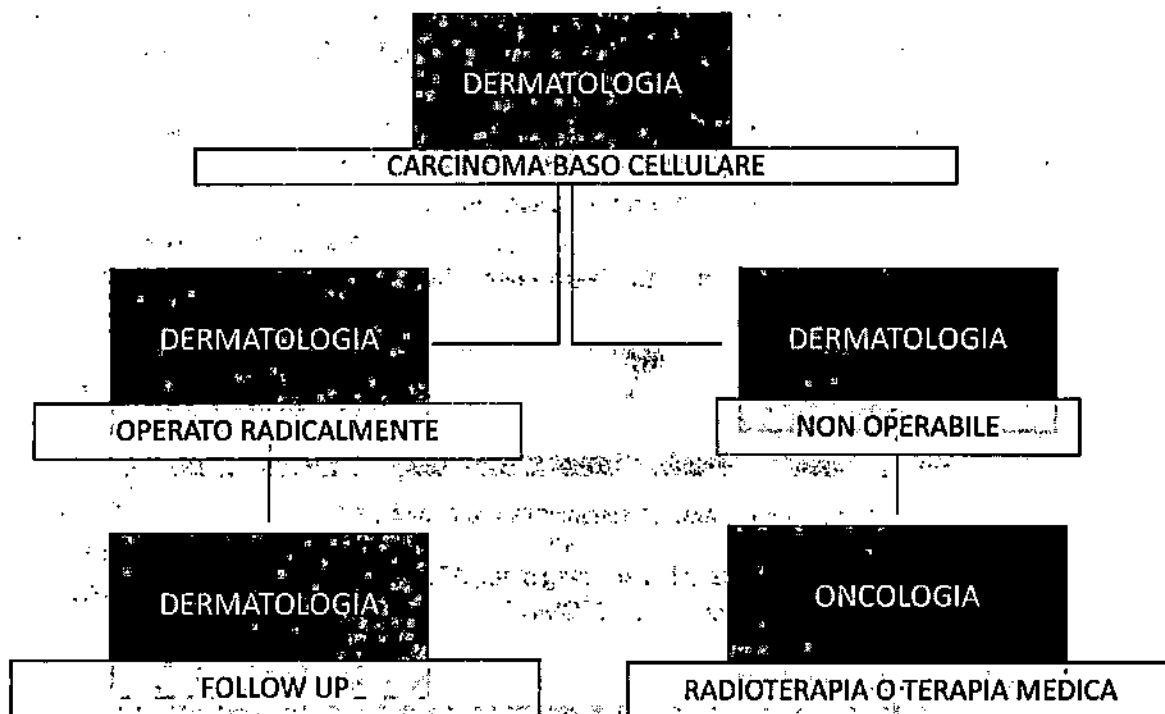 DERMATOLOGIA
CARCINOMA BASO CELLULARE
DERMATOLOGIA
OPERATO RADICALMENTE
DERMATOLOGIA
NON OPERABILE
DERMATOLOGIA
FOLLOW UP
ONCOLOGIA
RADIOTERAPIA O TERAPIA MEDICA